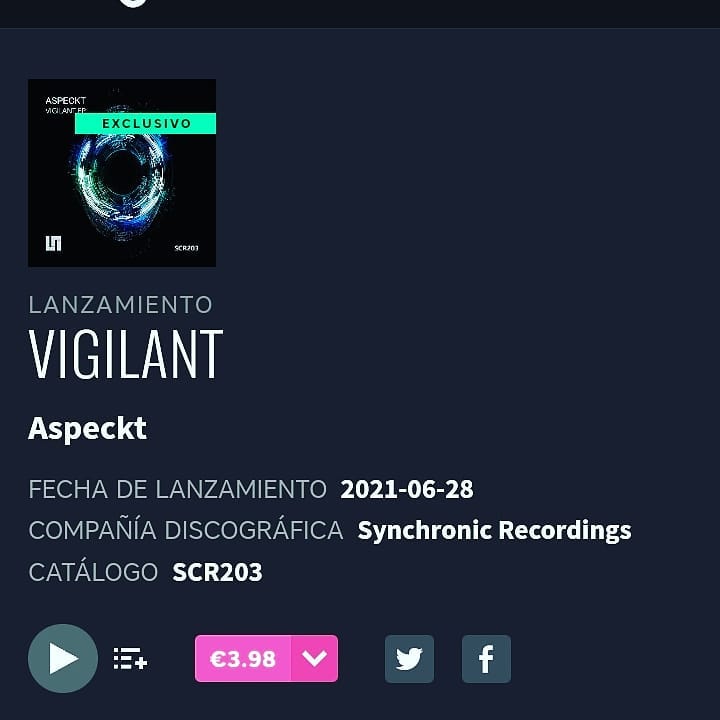 ASPECKT
VIGILANT EP
EXCLUSIVO
SCR203
LANZAMIENTO
VIGILANT
Aspeckt
FECHA DE LANZAMIENTO 2021-06-28
COMPAÑÍA DISCOGRÁFICA Synchronic Recordings
CATÁLOGO SCR203
€3.98